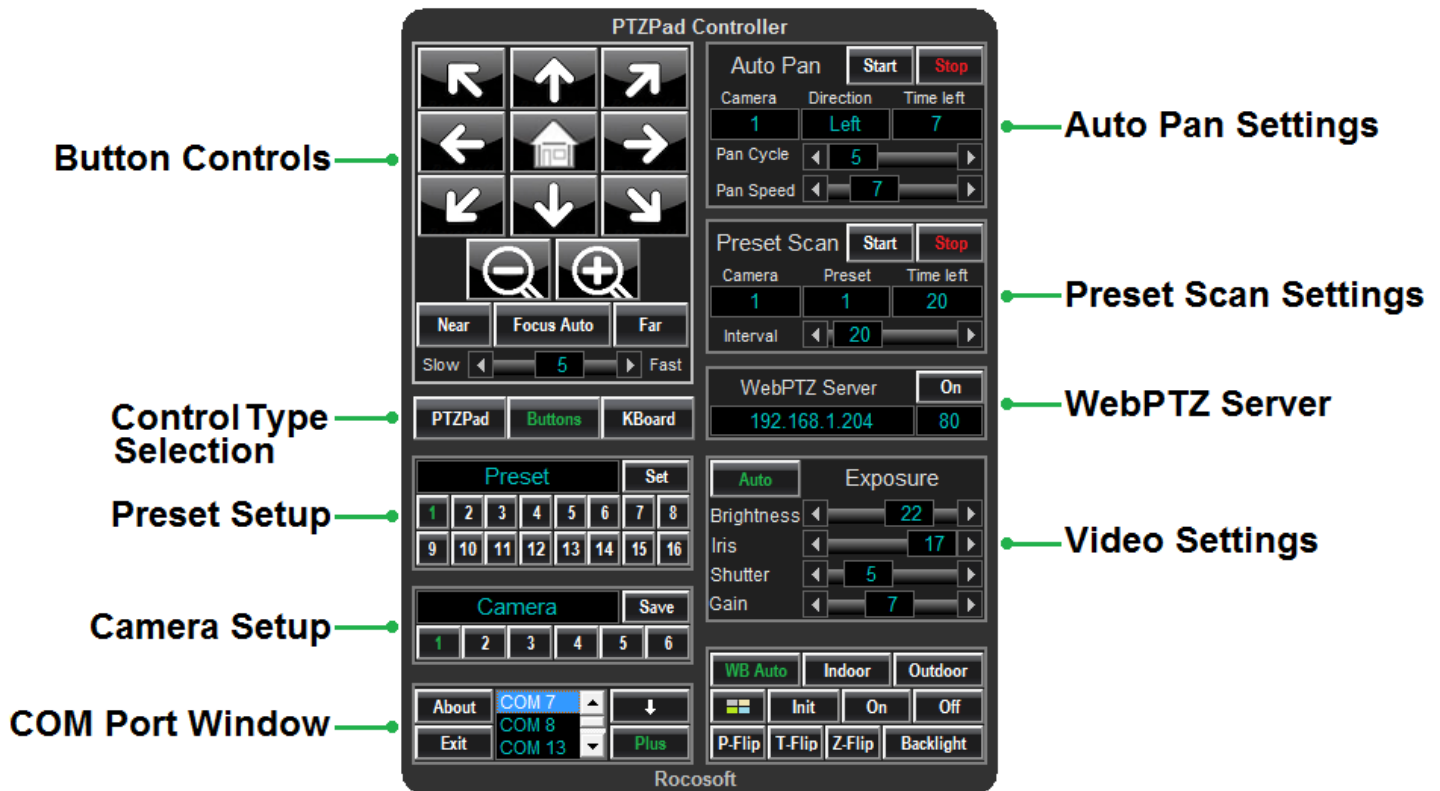 PTZPad Controller
Button Controls
Near Focus Auto Far
Slow 5 Fast
Control Type
Selection
PTZPad Buttons KBoard
Preset Setup
Preset Set
1 2 3 4 5 6 7 8
9 10 11 12 13 14 15 16
Camera Setup
Camera Save
1 2 3 4 5 6
COM Port Window
About COM 7
COM 8
Exit COM 13 Plus
Auto Pan Start Stop
Camera Direction Time left
1 Left 7
Pan Cycle 5
Pan Speed 7
Auto Pan Settings
Preset Scan Start Stop
Camera Preset Time left
1 1 20
Interval 20
Preset Scan Settings
WebPTZ Server On
192.168.1.204 80
WebPTZ Server
Auto Exposure
Brightness 22
Iris 17
Shutter 5
Gain 7
Video Settings
WB Auto Indoor Outdoor
Init On Off
P-Flip T-Flip Z-Flip Backlight
Rocosoft